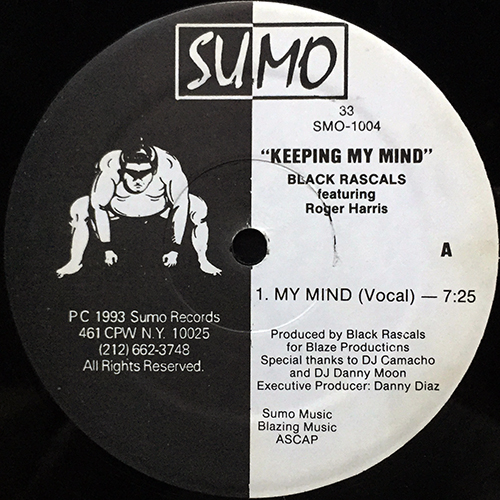 SUMO
33
SMO-1004
"KEEPING MY MIND"
BLACK RASCALS
featuring
Roger Harris
A
1. MY MIND (Vocal) — 7:25
P C 1993 Sumo Records
461 CPW N.Y. 10025
(212) 662-3748
All Rights Reserved.
Produced by Black Rascals
for Blaze Productions
Special thanks to DJ Camacho
and DJ Danny Moon
Executive Producer: Danny Diaz
Sumo Music
Blazing Music
ASCAP